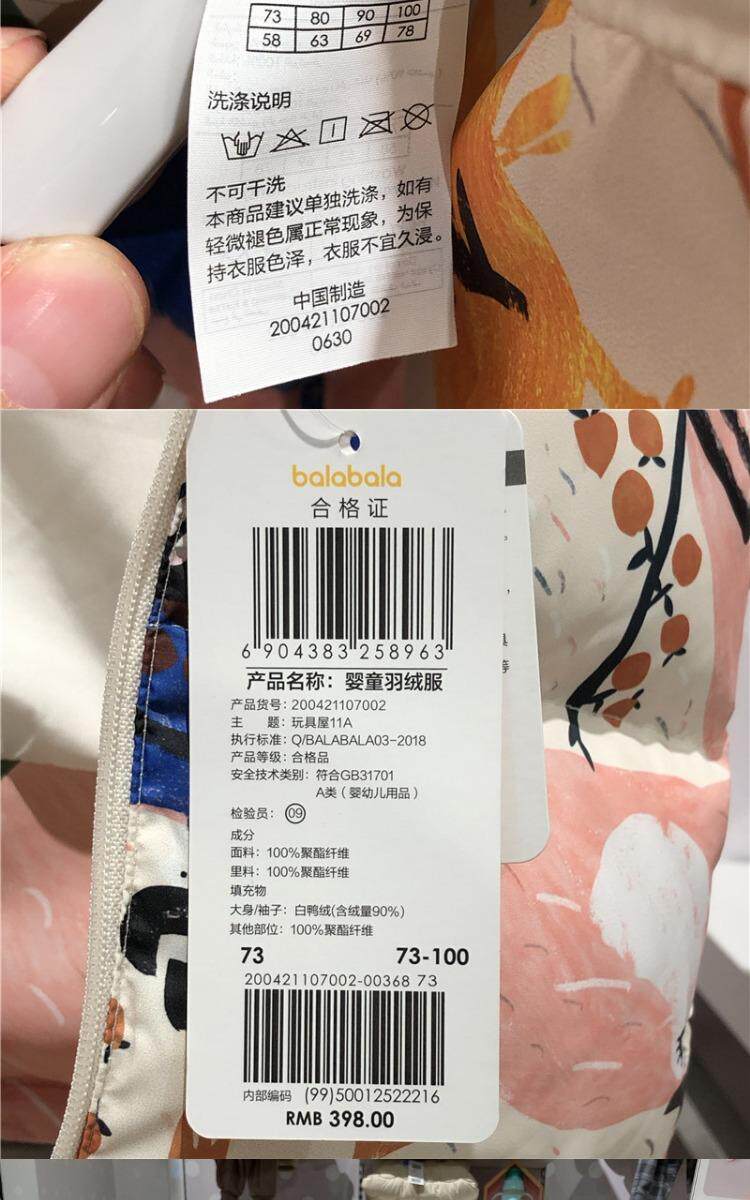 73 80 90 100
58 63 69 78
洗涤说明
不可干洗
本商品建议单独洗涤，如有
轻微褪色属正常现象，为保
持衣服色泽，衣服不宜久浸。
中国制造
200421107002
0630
balabala
合格证
6 904383 258963
产品名称：婴童羽绒服
产品货号：200421107002
主 题：玩具屋11A
执行标准：Q/BALABALA03-2018
产品等级：合格品
安全技术类别：符合GB31701
A类（婴幼儿用品）
检验员：09
成分
面料：100%聚酯纤维
里料：100%聚酯纤维
填充物
大身/袖子：白鸭绒(含绒量90%)
其他部位：100%聚酯纤维
73 73-100
200421107002-00368 73
内部编码 (99)50012522216
RMB 398.00